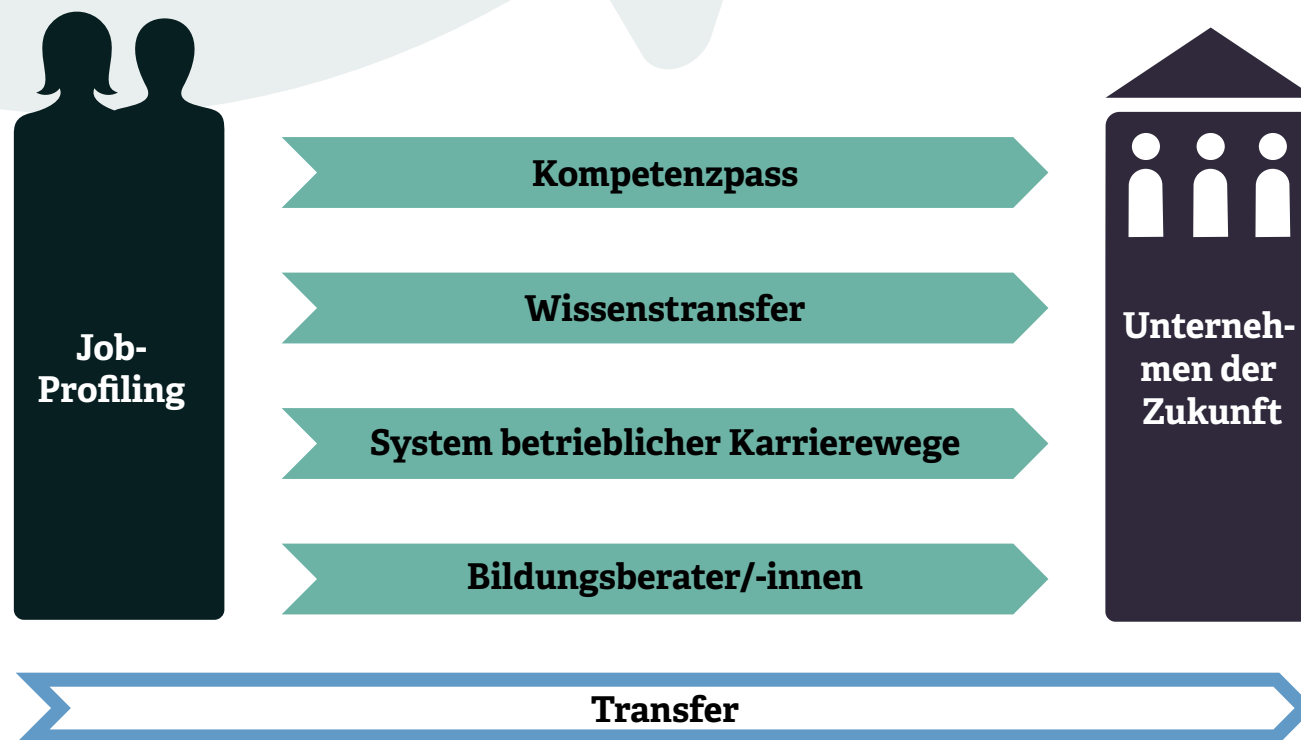 Kompetenzpass
Wissenstransfer
Job-
Profiling
Unterneh-
men der
Zukunft
System betrieblicher Karrierewege
Bildungsberater/-innen
Transfer